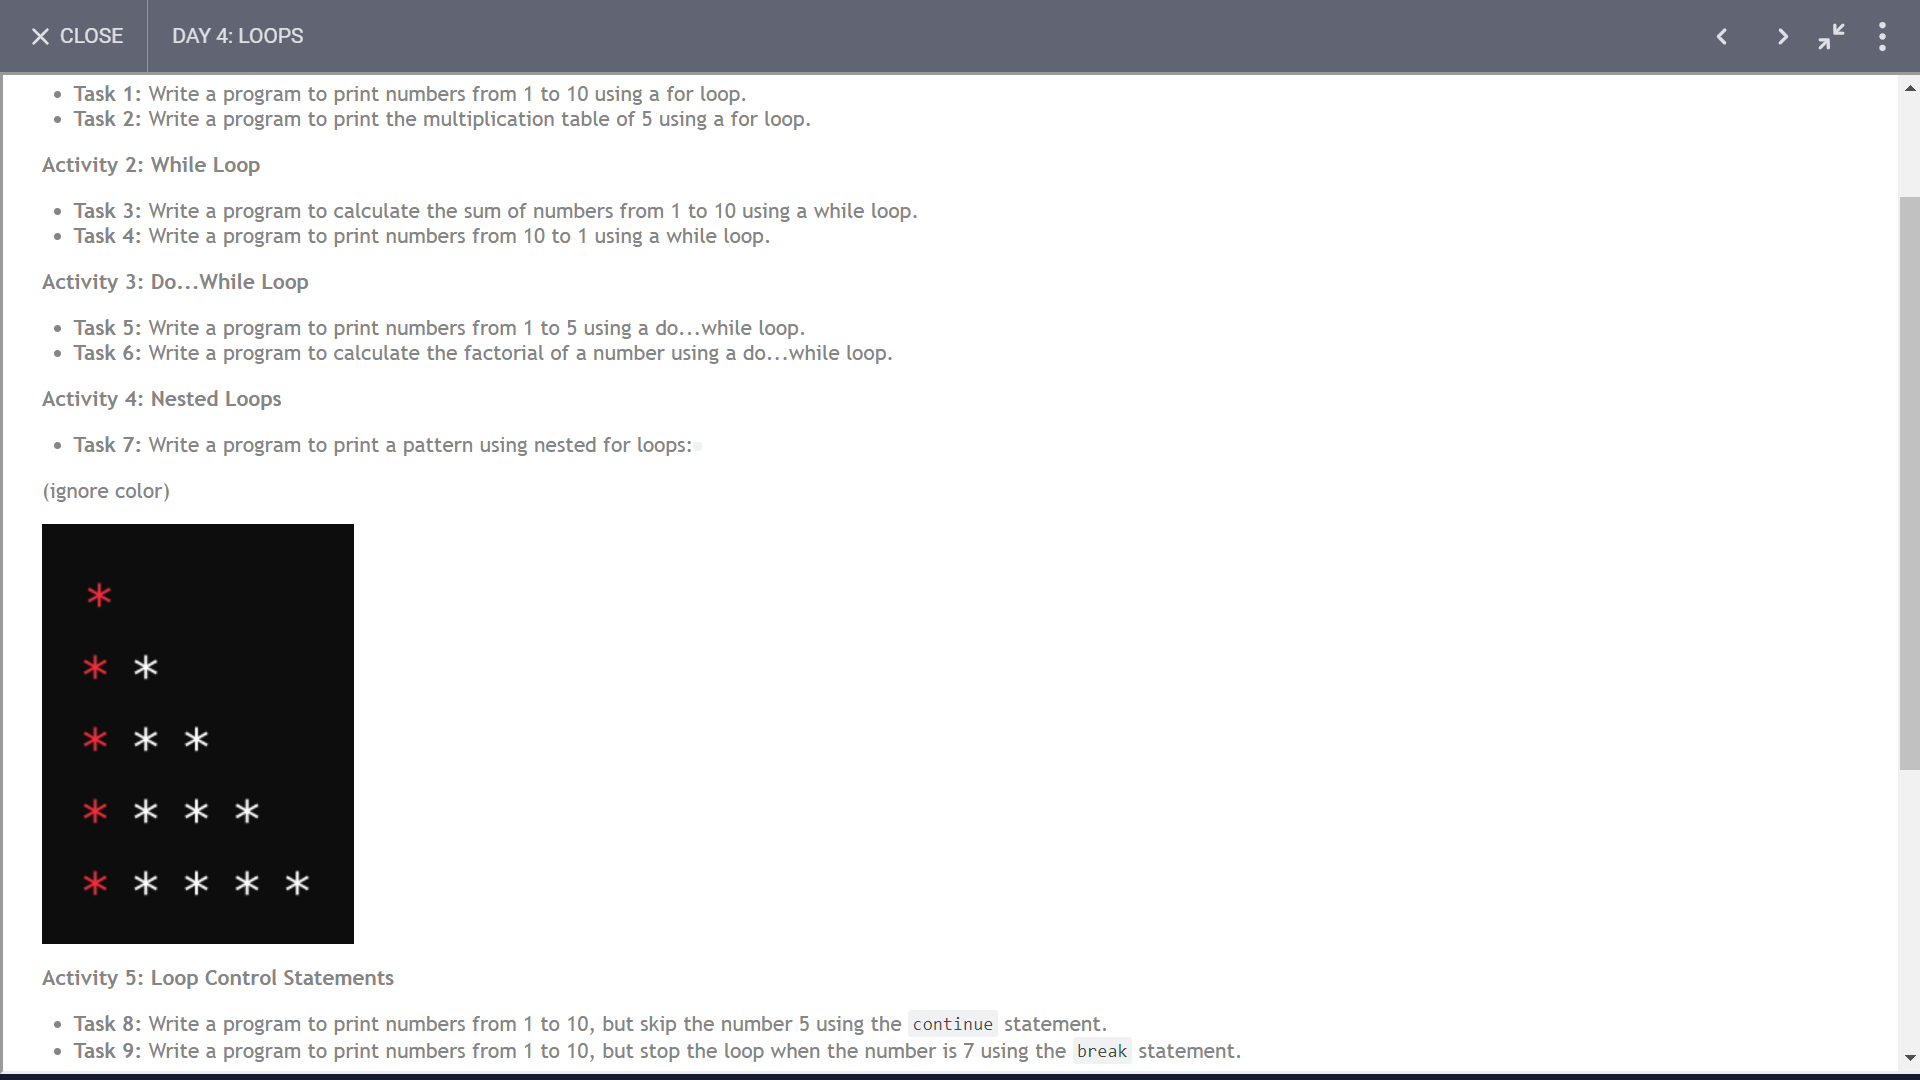 CLOSE DAY 4: LOOPS
• Task 1: Write a program to print numbers from 1 to 10 using a for loop.
• Task 2: Write a program to print the multiplication table of 5 using a for loop.
Activity 2: While Loop
• Task 3: Write a program to calculate the sum of numbers from 1 to 10 using a while loop.
• Task 4: Write a program to print numbers from 10 to 1 using a while loop.
Activity 3: Do...While Loop
• Task 5: Write a program to print numbers from 1 to 5 using a do...while loop.
• Task 6: Write a program to calculate the factorial of a number using a do...while loop.
Activity 4: Nested Loops
• Task 7: Write a program to print a pattern using nested for loops:
(ignore color)
*
* *
* * *
* * * *
* * * * *
Activity 5: Loop Control Statements
• Task 8: Write a program to print numbers from 1 to 10, but skip the number 5 using the continue statement.
• Task 9: Write a program to print numbers from 1 to 10, but stop the loop when the number is 7 using the break statement.